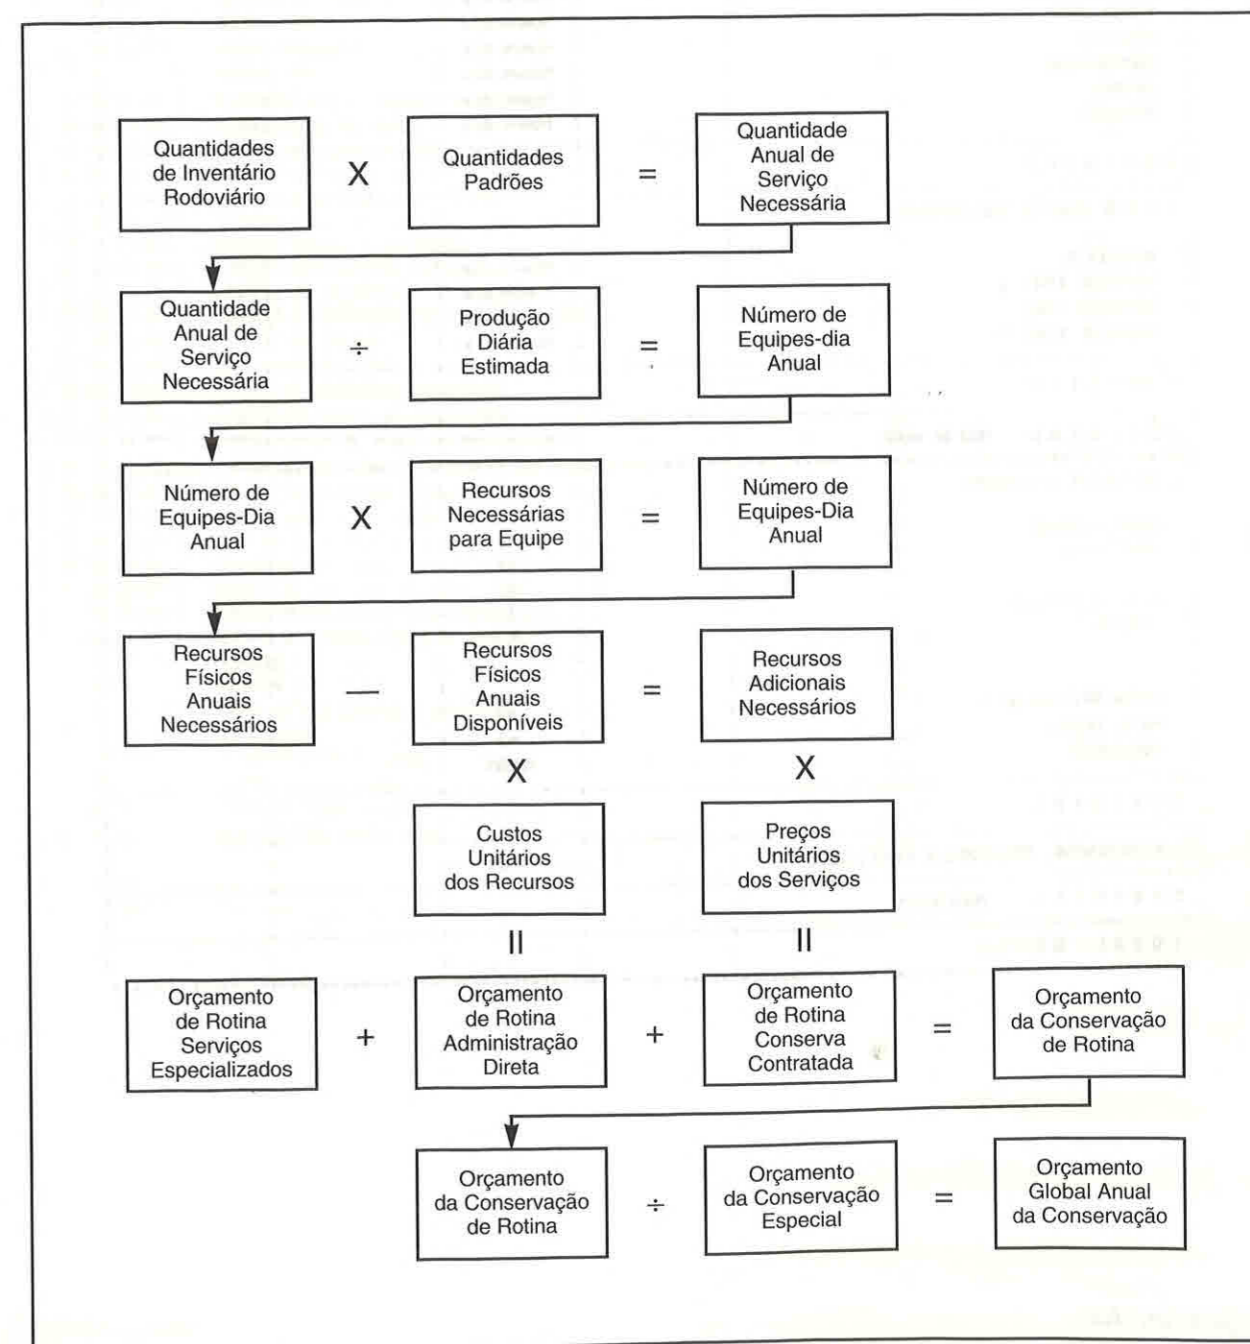 Quantidades
de Inventário
Rodoviário
X
Quantidades
Padrões
=
Quantidade
Anual de
Serviço
Necessária
Quantidade
Anual de
Serviço
Necessária
÷
Produção
Diária
Estimada
=
Número de
Equipes-dia
Anual
Número de
Equipes-Dia
Anual
X
Recursos
Necessárias
para Equipe
=
Número de
Equipes-Dia
Anual
Recursos
Físicos
Anuais
Necessários
—
Recursos
Físicos
Anuais
Disponíveis
=
Recursos
Adicionais
Necessários
X
X
Custos
Unitários
dos Recursos
Preços
Unitários
dos Serviços
=
=
Orçamento
de Rotina
Serviços
Especializados
+
Orçamento
de Rotina
Administração
Direta
+
Orçamento
de Rotina
Conserva
Contratada
=
Orçamento
da Conservação
de Rotina
Orçamento
da Conservação
de Rotina
÷
Orçamento
da Conservação
Especial
=
Orçamento
Global Anual
da Conservação